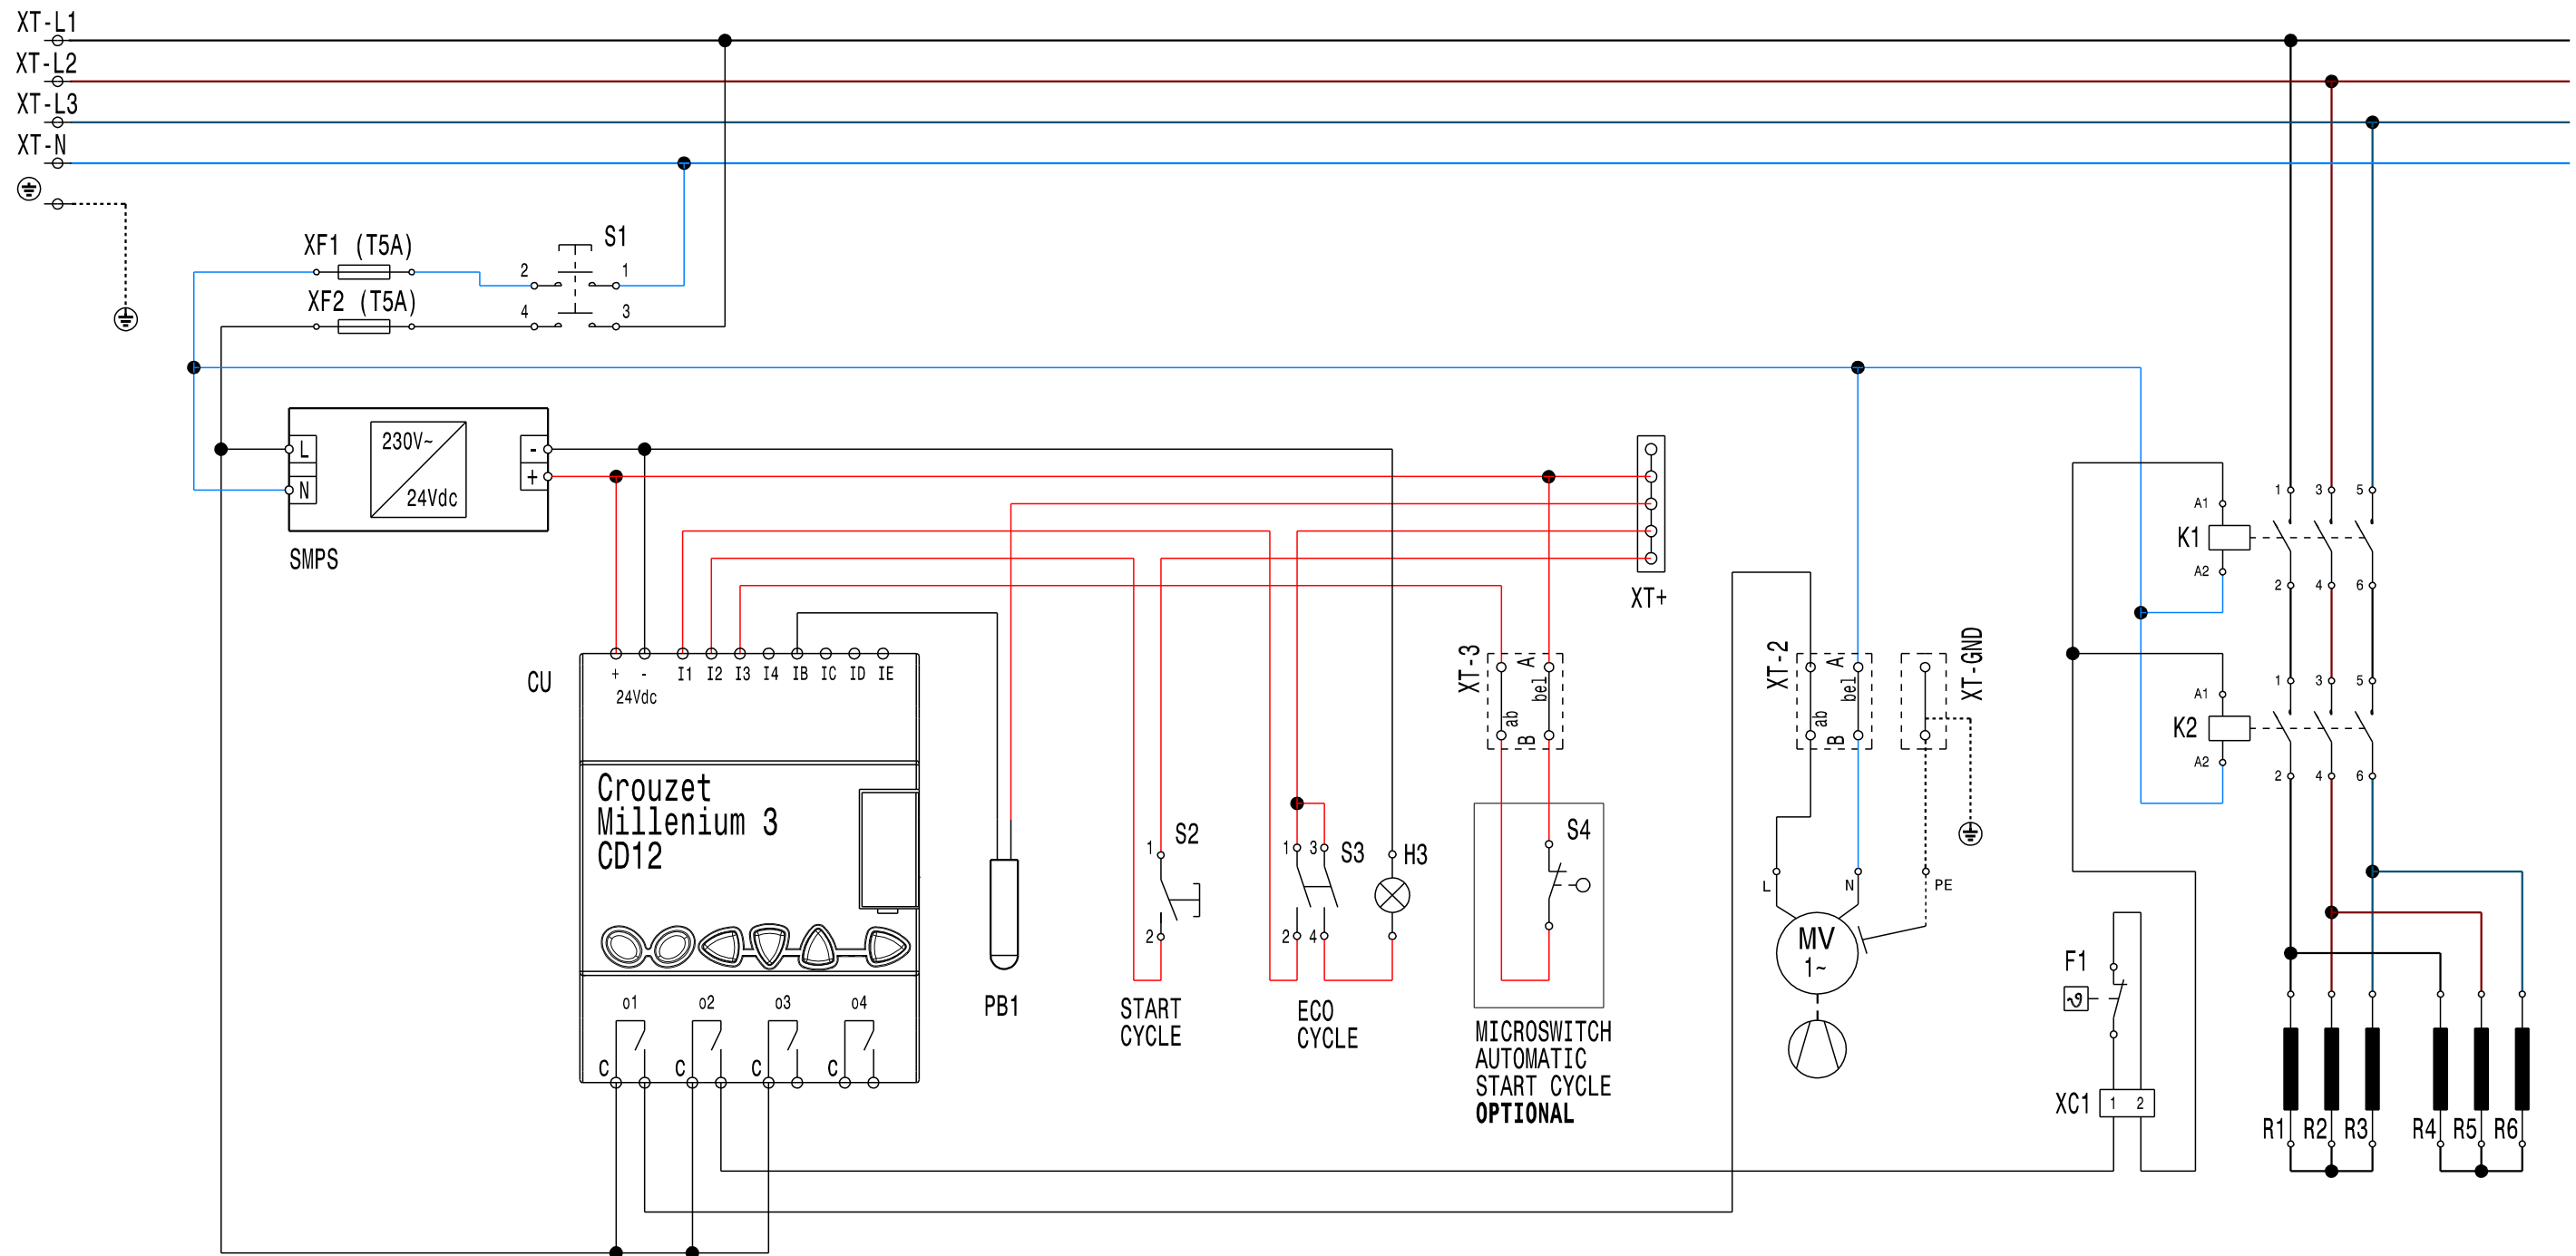 XT-L1
XT-L2
XT-L3
XT-N
XF1 (T5A)
S1
2
1
XF2 (T5A)
4
3
230V~
24Vdc
L
N
-
+
SMPS
XT+
CU
+
-
I1
I2
I3
I4
IB
IC
ID
IE
24Vdc
Crouzet
Millenium 3
CD12
o1
o2
o3
o4
C
C
C
C
PB1
S2
1
2
START
CYCLE
S3
1
3
2
4
ECO
CYCLE
H3
XT-3
A
bel
ab
B
S4
MICROSWITCH
AUTOMATIC
START CYCLE
OPTIONAL
XT-2
A
bel
ab
B
XT-GND
L
N
PE
MV
1~
K1
A1
A2
1
3
5
2
4
6
K2
A1
A2
1
3
5
2
4
6
F1
ϑ
XC1
1
2
R1
R2
R3
R4
R5
R6